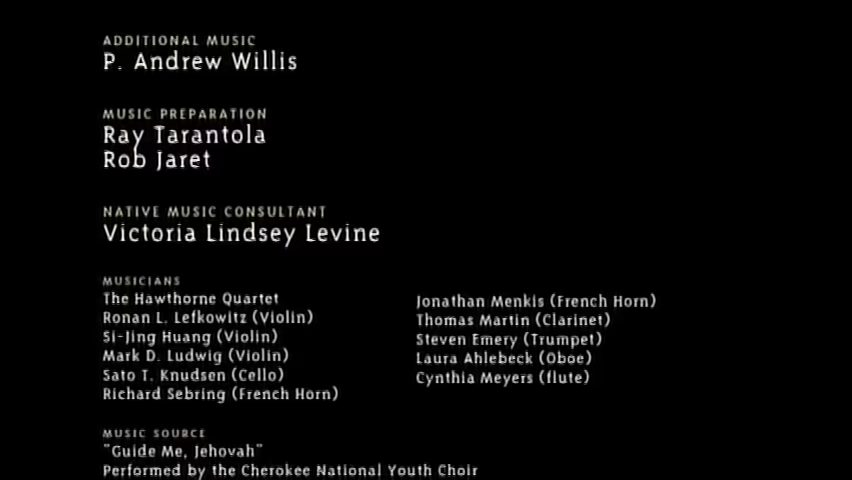 ADDITIONAL MUSIC
P. Andrew Willis
MUSIC PREPARATION
Ray Tarantola
Rob Jaret
NATIVE MUSIC CONSULTANT
Victoria Lindsey Levine
MUSICIANS
The Hawthorne Quartet
Ronan L. Lefkowitz (Violin)
Si-Jing Huang (Violin)
Mark D. Ludwig (Violin)
Sato T. Knudsen (Cello)
Richard Sebring (French Horn)
Jonathan Menkis (French Horn)
Thomas Martin (Clarinet)
Steven Emery (Trumpet)
Laura Ahlebeck (Oboe)
Cynthia Meyers (flute)
MUSIC SOURCE
"Guide Me, Jehovah"
Performed by the Cherokee National Youth Choir